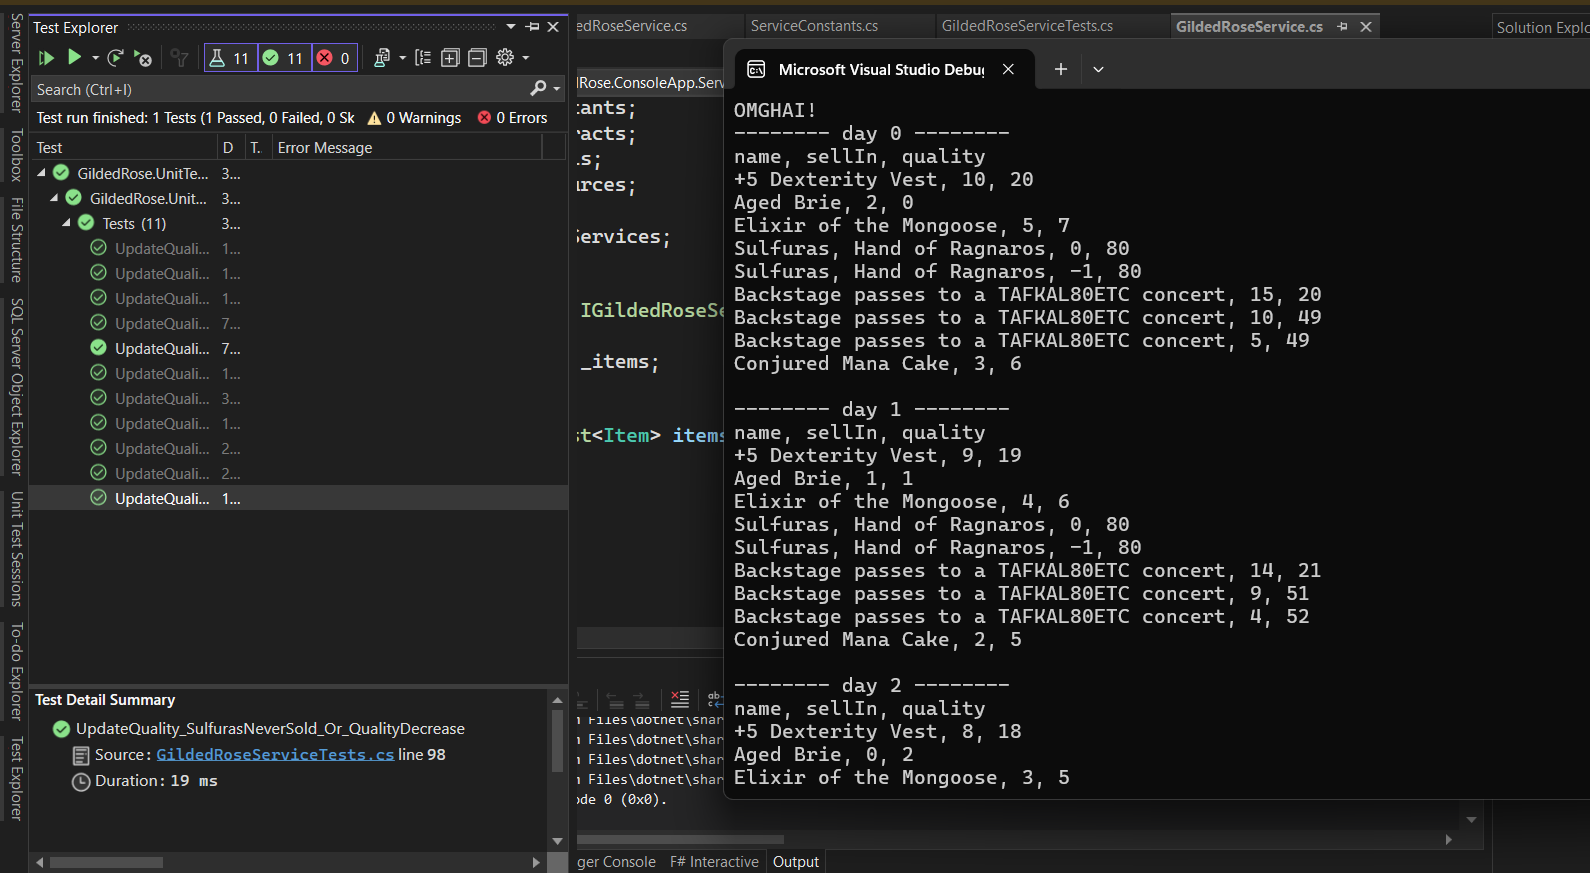 Server Explorer
Toolbox
File Structure
SQL Server Object Explorer
Unit Test Sessions
To-do Explorer
Test Explorer
Test Explorer
11 11 0
Search (Ctrl+I)
Test run finished: 1 Tests (1 Passed, 0 Failed, 0 Sk 0 Warnings 0 Errors
Test D T.. Error Message
GildedRose.UnitTe... 3...
GildedRose.Unit... 3...
Tests (11) 3...
UpdateQuali... 1...
UpdateQuali... 1...
UpdateQuali... 1...
UpdateQuali... 7...
UpdateQuali... 7...
UpdateQuali... 1...
UpdateQuali... 3...
UpdateQuali... 1...
UpdateQuali... 2...
UpdateQuali... 2...
UpdateQuali... 1...
Test Detail Summary
UpdateQuality_SulfurasNeverSold_Or_QualityDecrease
Source: GildedRoseServiceTests.cs line 98
Duration: 19 ms
edRoseService.cs ServiceConstants.cs GildedRoseServiceTests.cs GildedRoseService.cs
Solution Explo
dRose.ConsoleApp.Serv
tants;
racts;
ls;
urces;
Services;
IGildedRoseSe
_items;
st<Item> items
n Files\dotnet\shar
n Files\dotnet\shar
n Files\dotnet\shar
n Files\dotnet\shar
ode 0 (0x0).
ger Console F# Interactive Output
Microsoft Visual Studio Debug
OMGHAI!
-------- day 0 --------
name, sellIn, quality
+5 Dexterity Vest, 10, 20
Aged Brie, 2, 0
Elixir of the Mongoose, 5, 7
Sulfuras, Hand of Ragnaros, 0, 80
Sulfuras, Hand of Ragnaros, -1, 80
Backstage passes to a TAFKAL80ETC concert, 15, 20
Backstage passes to a TAFKAL80ETC concert, 10, 49
Backstage passes to a TAFKAL80ETC concert, 5, 49
Conjured Mana Cake, 3, 6
-------- day 1 --------
name, sellIn, quality
+5 Dexterity Vest, 9, 19
Aged Brie, 1, 1
Elixir of the Mongoose, 4, 6
Sulfuras, Hand of Ragnaros, 0, 80
Sulfuras, Hand of Ragnaros, -1, 80
Backstage passes to a TAFKAL80ETC concert, 14, 21
Backstage passes to a TAFKAL80ETC concert, 9, 51
Backstage passes to a TAFKAL80ETC concert, 4, 52
Conjured Mana Cake, 2, 5
-------- day 2 --------
name, sellIn, quality
+5 Dexterity Vest, 8, 18
Aged Brie, 0, 2
Elixir of the Mongoose, 3, 5